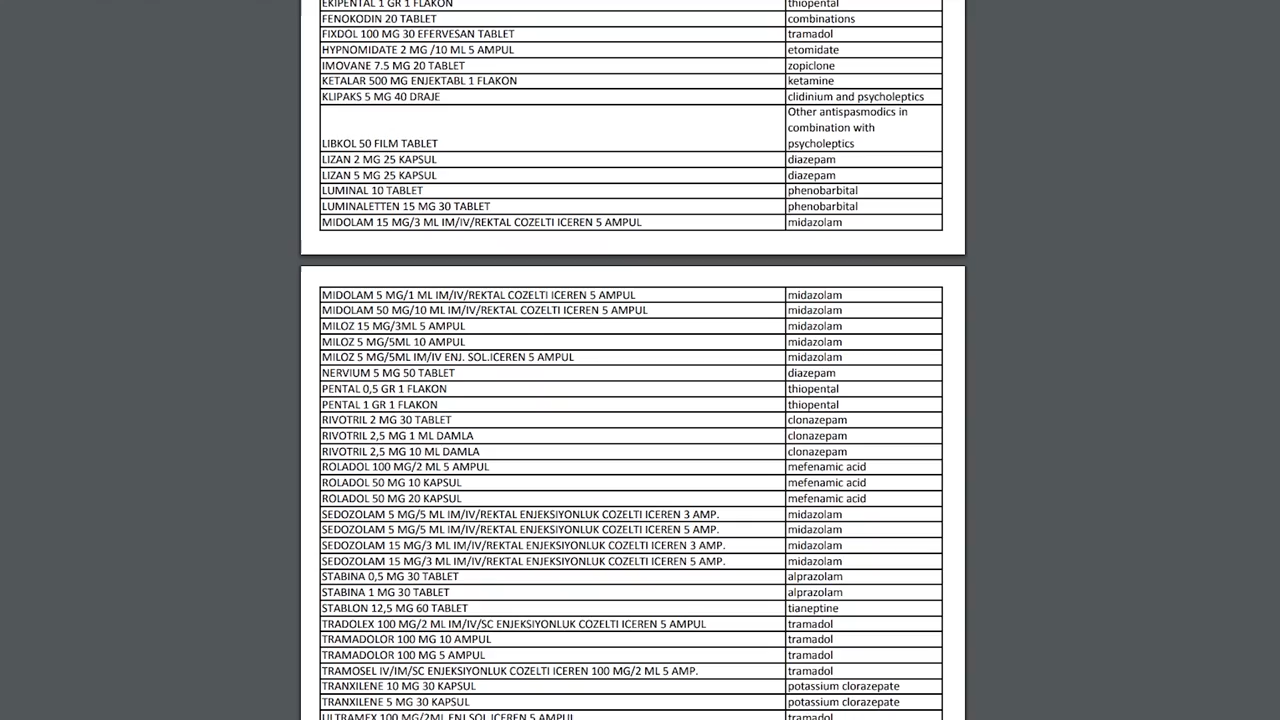 EKIPENTAL 1 GR 1 FLAKON thiopental
FENOKODIN 20 TABLET combinations
FIXDOL 100 MG 30 EFERVESAN TABLET tramadol
HYPNOMIDATE 2 MG /10 ML 5 AMPUL etomidate
IMOVANE 7.5 MG 20 TABLET zopiclone
KETALAR 500 MG ENJEKTABL 1 FLAKON ketamine
KLIPAKS 5 MG 40 DRAJE clidinium and psycholeptics
Other antispasmodics in
combination with
LIBKOL 50 FILM TABLET psycholeptics
LIZAN 2 MG 25 KAPSUL diazepam
LIZAN 5 MG 25 KAPSUL diazepam
LUMINAL 10 TABLET phenobarbital
LUMINALETTEN 15 MG 30 TABLET phenobarbital
MIDOLAM 15 MG/3 ML IM/IV/REKTAL COZELTI ICEREN 5 AMPUL midazolam
MIDOLAM 5 MG/1 ML IM/IV/REKTAL COZELTI ICEREN 5 AMPUL midazolam
MIDOLAM 50 MG/10 ML IM/IV/REKTAL COZELTI ICEREN 5 AMPUL midazolam
MILOZ 15 MG/3ML 5 AMPUL midazolam
MILOZ 5 MG/5ML 10 AMPUL midazolam
MILOZ 5 MG/5ML IM/IV ENJ. SOL.ICEREN 5 AMPUL midazolam
NERVIUM 5 MG 50 TABLET diazepam
PENTAL 0,5 GR 1 FLAKON thiopental
PENTAL 1 GR 1 FLAKON thiopental
RIVOTRIL 2 MG 30 TABLET clonazepam
RIVOTRIL 2,5 MG 1 ML DAMLA clonazepam
RIVOTRIL 2,5 MG 10 ML DAMLA clonazepam
ROLADOL 100 MG/2 ML 5 AMPUL mefenamic acid
ROLADOL 50 MG 10 KAPSUL mefenamic acid
ROLADOL 50 MG 20 KAPSUL mefenamic acid
SEDOZOLAM 5 MG/5 ML IM/IV/REKTAL ENJEKSIYONLUK COZELTI ICEREN 3 AMP. midazolam
SEDOZOLAM 5 MG/5 ML IM/IV/REKTAL ENJEKSIYONLUK COZELTI ICEREN 5 AMP. midazolam
SEDOZOLAM 15 MG/3 ML IM/IV/REKTAL ENJEKSIYONLUK COZELTI ICEREN 3 AMP. midazolam
SEDOZOLAM 15 MG/3 ML IM/IV/REKTAL ENJEKSIYONLUK COZELTI ICEREN 5 AMP. midazolam
STABINA 0,5 MG 30 TABLET alprazolam
STABINA 1 MG 30 TABLET alprazolam
STABLON 12,5 MG 60 TABLET tianeptine
TRADOLEX 100 MG/2 ML IM/IV/SC ENJEKSIYONLUK COZELTI ICEREN 5 AMPUL tramadol
TRAMADOLOR 100 MG 10 AMPUL tramadol
TRAMADOLOR 100 MG 5 AMPUL tramadol
TRAMOSEL IV/IM/SC ENJEKSIYONLUK COZELTI ICEREN 100 MG/2 ML 5 AMP. tramadol
TRANXILENE 10 MG 30 KAPSUL potassium clorazepate
TRANXILENE 5 MG 30 KAPSUL potassium clorazepate
ULTRAMEX 100 MG/2ML ENJ.SOL.ICEREN 5 AMPUL tramadol